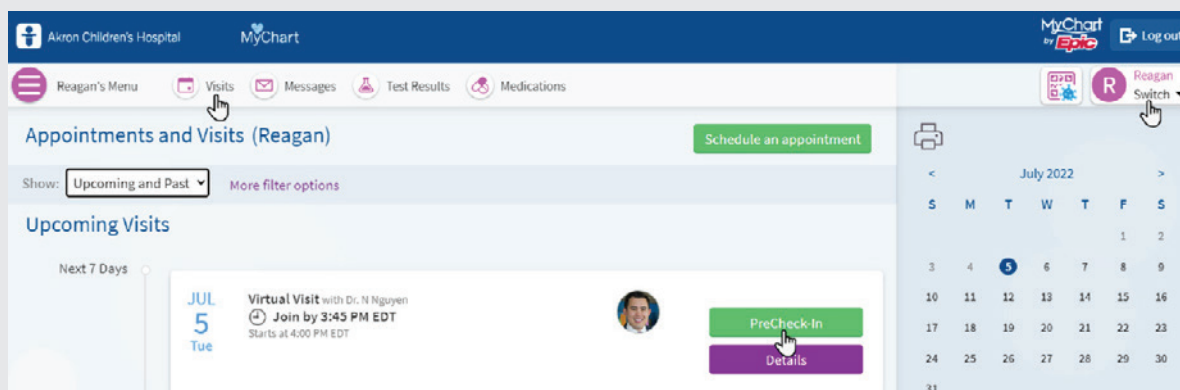 Akron Children's Hospital
MyChart
MyChart
by Epic
Log out
Reagan's Menu
Visits
Messages
Test Results
Medications
R
Reagan
Switch
Appointments and Visits (Reagan)
Schedule an appointment
Show: Upcoming and Past
More filter options
Upcoming Visits
Next 7 Days
JUL
5
Tue
Virtual Visit with Dr. N Nguyen
Join by 3:45 PM EDT
Starts at 4:00 PM EDT
PreCheck-In
Details
< July 2022 >
S M T W T F S
1 2
3 4 5 6 7 8 9
10 11 12 13 14 15 16
17 18 19 20 21 22 23
24 25 26 27 28 29 30
31